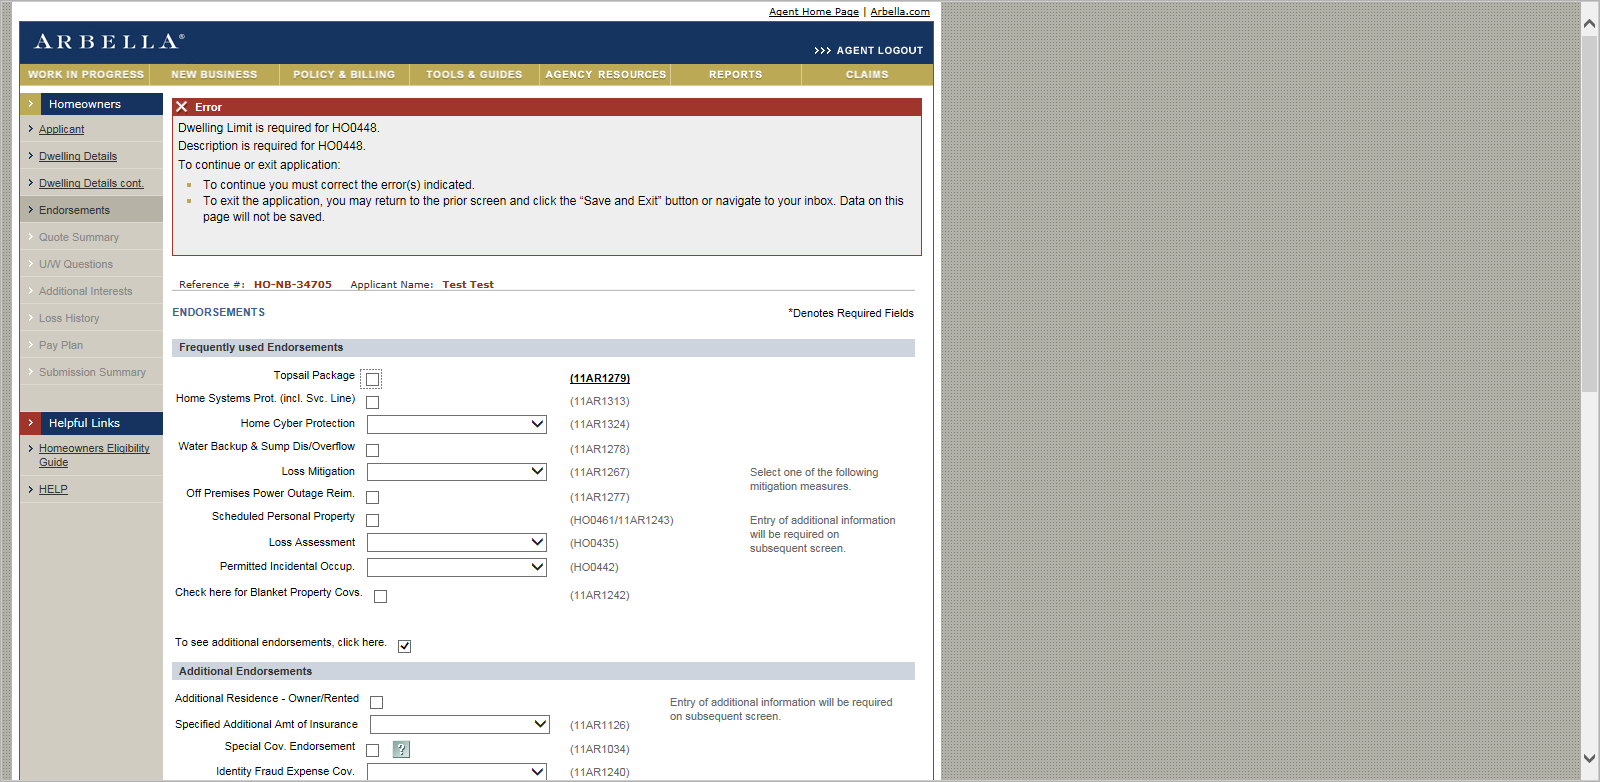 Agent Home Page | Arbella.com
ARBELLA®
>>> AGENT LOGOUT
WORK IN PROGRESS NEW BUSINESS POLICY & BILLING TOOLS & GUIDES AGENCY RESOURCES REPORTS CLAIMS
Homeowners
Applicant
Dwelling Details
Dwelling Details cont.
Endorsements
Quote Summary
U/W Questions
Additional Interests
Loss History
Pay Plan
Submission Summary
Helpful Links
Homeowners Eligibility
Guide
HELP
Error
Dwelling Limit is required for HO0448.
Description is required for HO0448.
To continue or exit application:
To continue you must correct the error(s) indicated.
To exit the application, you may return to the prior screen and click the “Save and Exit” button or navigate to your inbox. Data on this
page will not be saved.
Reference #: HO-NB-34705 Applicant Name: Test Test
ENDORSEMENTS
*Denotes Required Fields
Frequently used Endorsements
Topsail Package (11AR1279)
Home Systems Prot. (incl. Svc. Line) (11AR1313)
Home Cyber Protection (11AR1324)
Water Backup & Sump Dis/Overflow (11AR1278)
Loss Mitigation (11AR1267) Select one of the following
mitigation measures.
Off Premises Power Outage Reim. (11AR1277)
Scheduled Personal Property (HO0461/11AR1243) Entry of additional information
will be required on
subsequent screen.
Loss Assessment (HO0435)
Permitted Incidental Occup. (HO0442)
Check here for Blanket Property Covs. (11AR1242)
To see additional endorsements, click here.
Additional Endorsements
Additional Residence - Owner/Rented Entry of additional information will be required
on subsequent screen.
Specified Additional Amt of Insurance (11AR1126)
Special Cov. Endorsement ? (11AR1034)
Identity Fraud Expense Cov. (11AR1240)